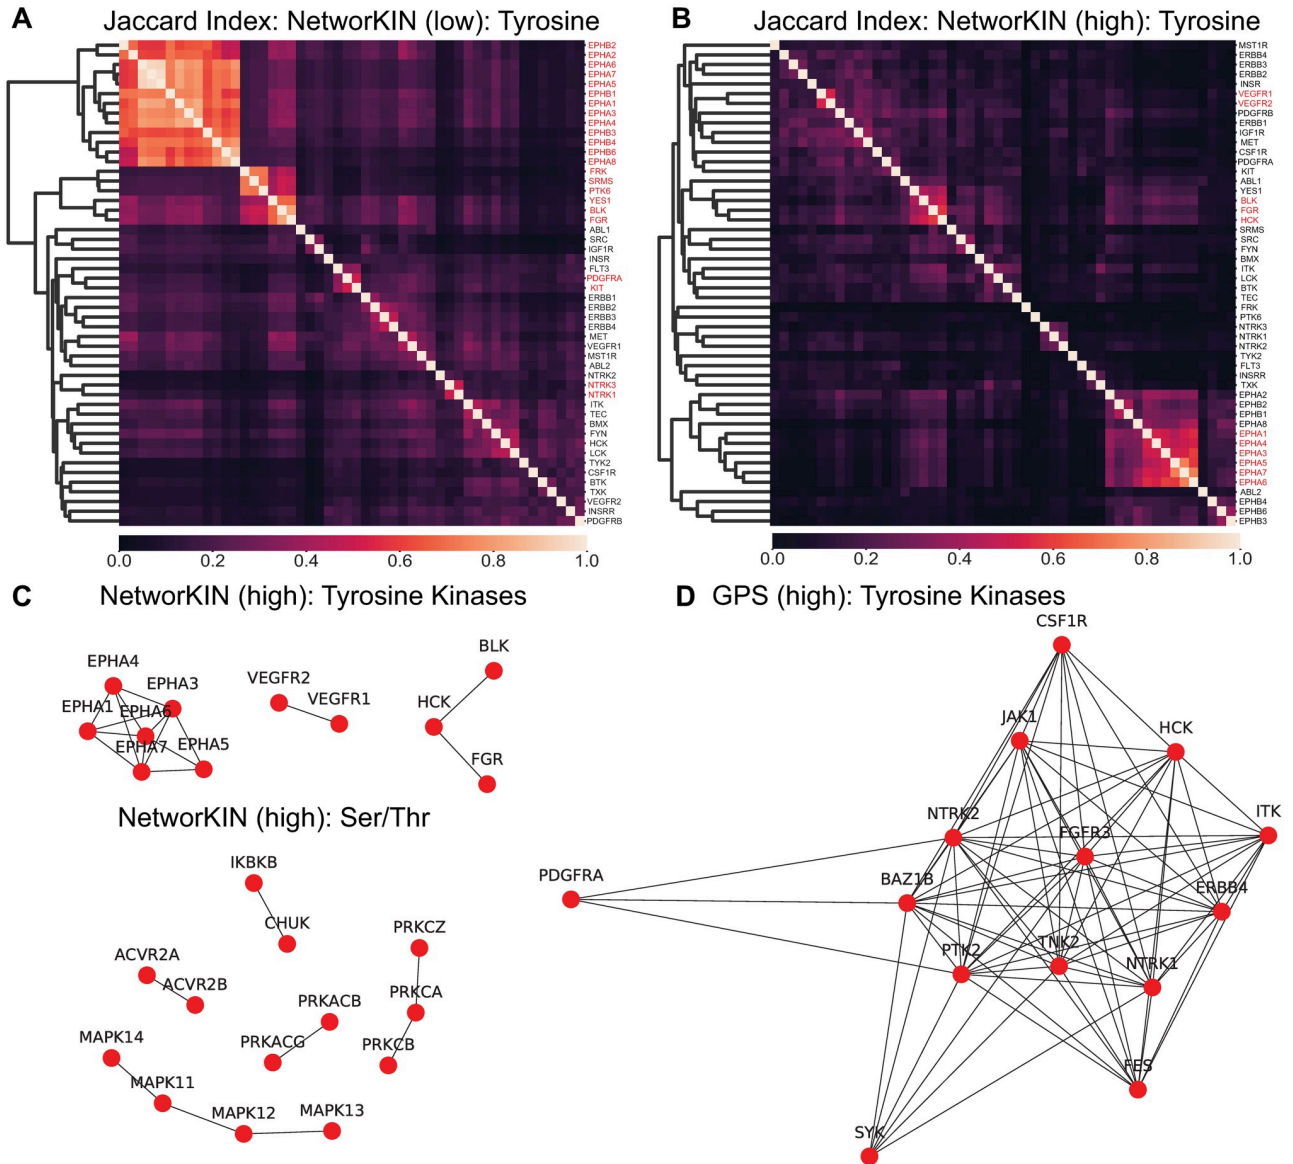 A
Jaccard Index: NetworKIN (low): Tyrosine
EPHB2
EPHA2
EPHA6
EPHA7
EPHA5
EPHB1
EPHA1
EPHA3
EPHA4
EPHB3
EPHB4
EPHB6
EPHA8
FRK
SRMS
PTK6
YES1
BLK
FGR
ABL1
SRC
IGF1R
INSR
FLT3
PDGFRA
KIT
ERBB1
ERBB2
ERBB3
ERBB4
MET
VEGFR1
MST1R
ABL2
NTRK2
NTRK3
NTRK1
ITK
TEC
BMX
FYN
HCK
LCK
TYK2
CSF1R
BTK
TXK
VEGFR2
INSRR
PDGFRB
0.0 0.2 0.4 0.6 0.8 1.0
B
Jaccard Index: NetworKIN (high): Tyrosine
MST1R
ERBB4
ERBB3
ERBB2
INSR
VEGFR1
VEGFR2
PDGFRB
ERBB1
IGF1R
MET
CSF1R
PDGFRA
KIT
ABL1
YES1
BLK
FGR
HCK
SRMS
SRC
FYN
BMX
ITK
LCK
BTK
TEC
FRK
PTK6
NTRK3
NTRK1
NTRK2
TYK2
FLT3
INSRR
TXK
EPHA2
EPHB2
EPHB1
EPHA8
EPHA1
EPHA4
EPHA3
EPHA5
EPHA7
EPHA6
ABL2
EPHB4
EPHB6
EPHB3
0.0 0.2 0.4 0.6 0.8 1.0
C
NetworKIN (high): Tyrosine Kinases
EPHA4
EPHA3
EPHA1
EPHA6
EPHA7
EPHA5
VEGFR2
VEGFR1
BLK
HCK
FGR
NetworKIN (high): Ser/Thr
IKBKB
CHUK
ACVR2A
ACVR2B
PRKCZ
PRKCA
PRKCB
PRKACB
PRKACG
MAPK14
MAPK11
MAPK12
MAPK13
D
GPS (high): Tyrosine Kinases
CSF1R
JAK1
HCK
NTRK2
FGFR3
ITK
PDGFRA
BAZ1B
ERBB4
PTK2
TNK2
NTRK1
FES
SYK